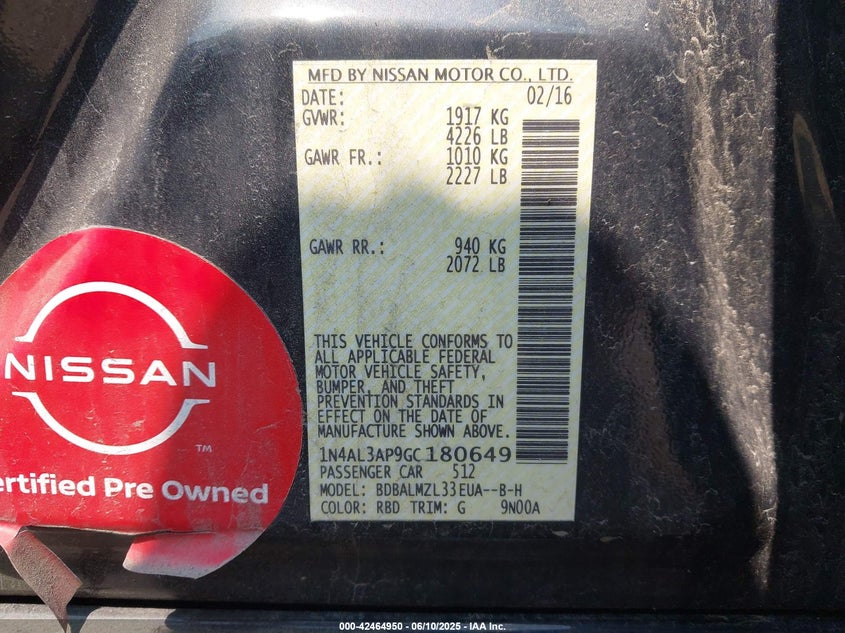 MFD BY NISSAN MOTOR CO., LTD.
DATE: 02/16
GVWR: 1917 KG
4226 LB
GAWR FR.: 1010 KG
2227 LB
GAWR RR.: 940 KG
2072 LB
THIS VEHICLE CONFORMS TO
ALL APPLICABLE FEDERAL
MOTOR VEHICLE SAFETY,
BUMPER, AND THEFT
PREVENTION STANDARDS IN
EFFECT ON THE DATE OF
MANUFACTURE SHOWN ABOVE.
1N4AL3AP9GC180649
PASSENGER CAR 512
MODEL: BDBALMZL33EUA--B-H
COLOR: RBD TRIM: G 9N00A
NISSAN
TM
ertified Pre Owned
000-42464950 - 06/10/2025 - IAA Inc.